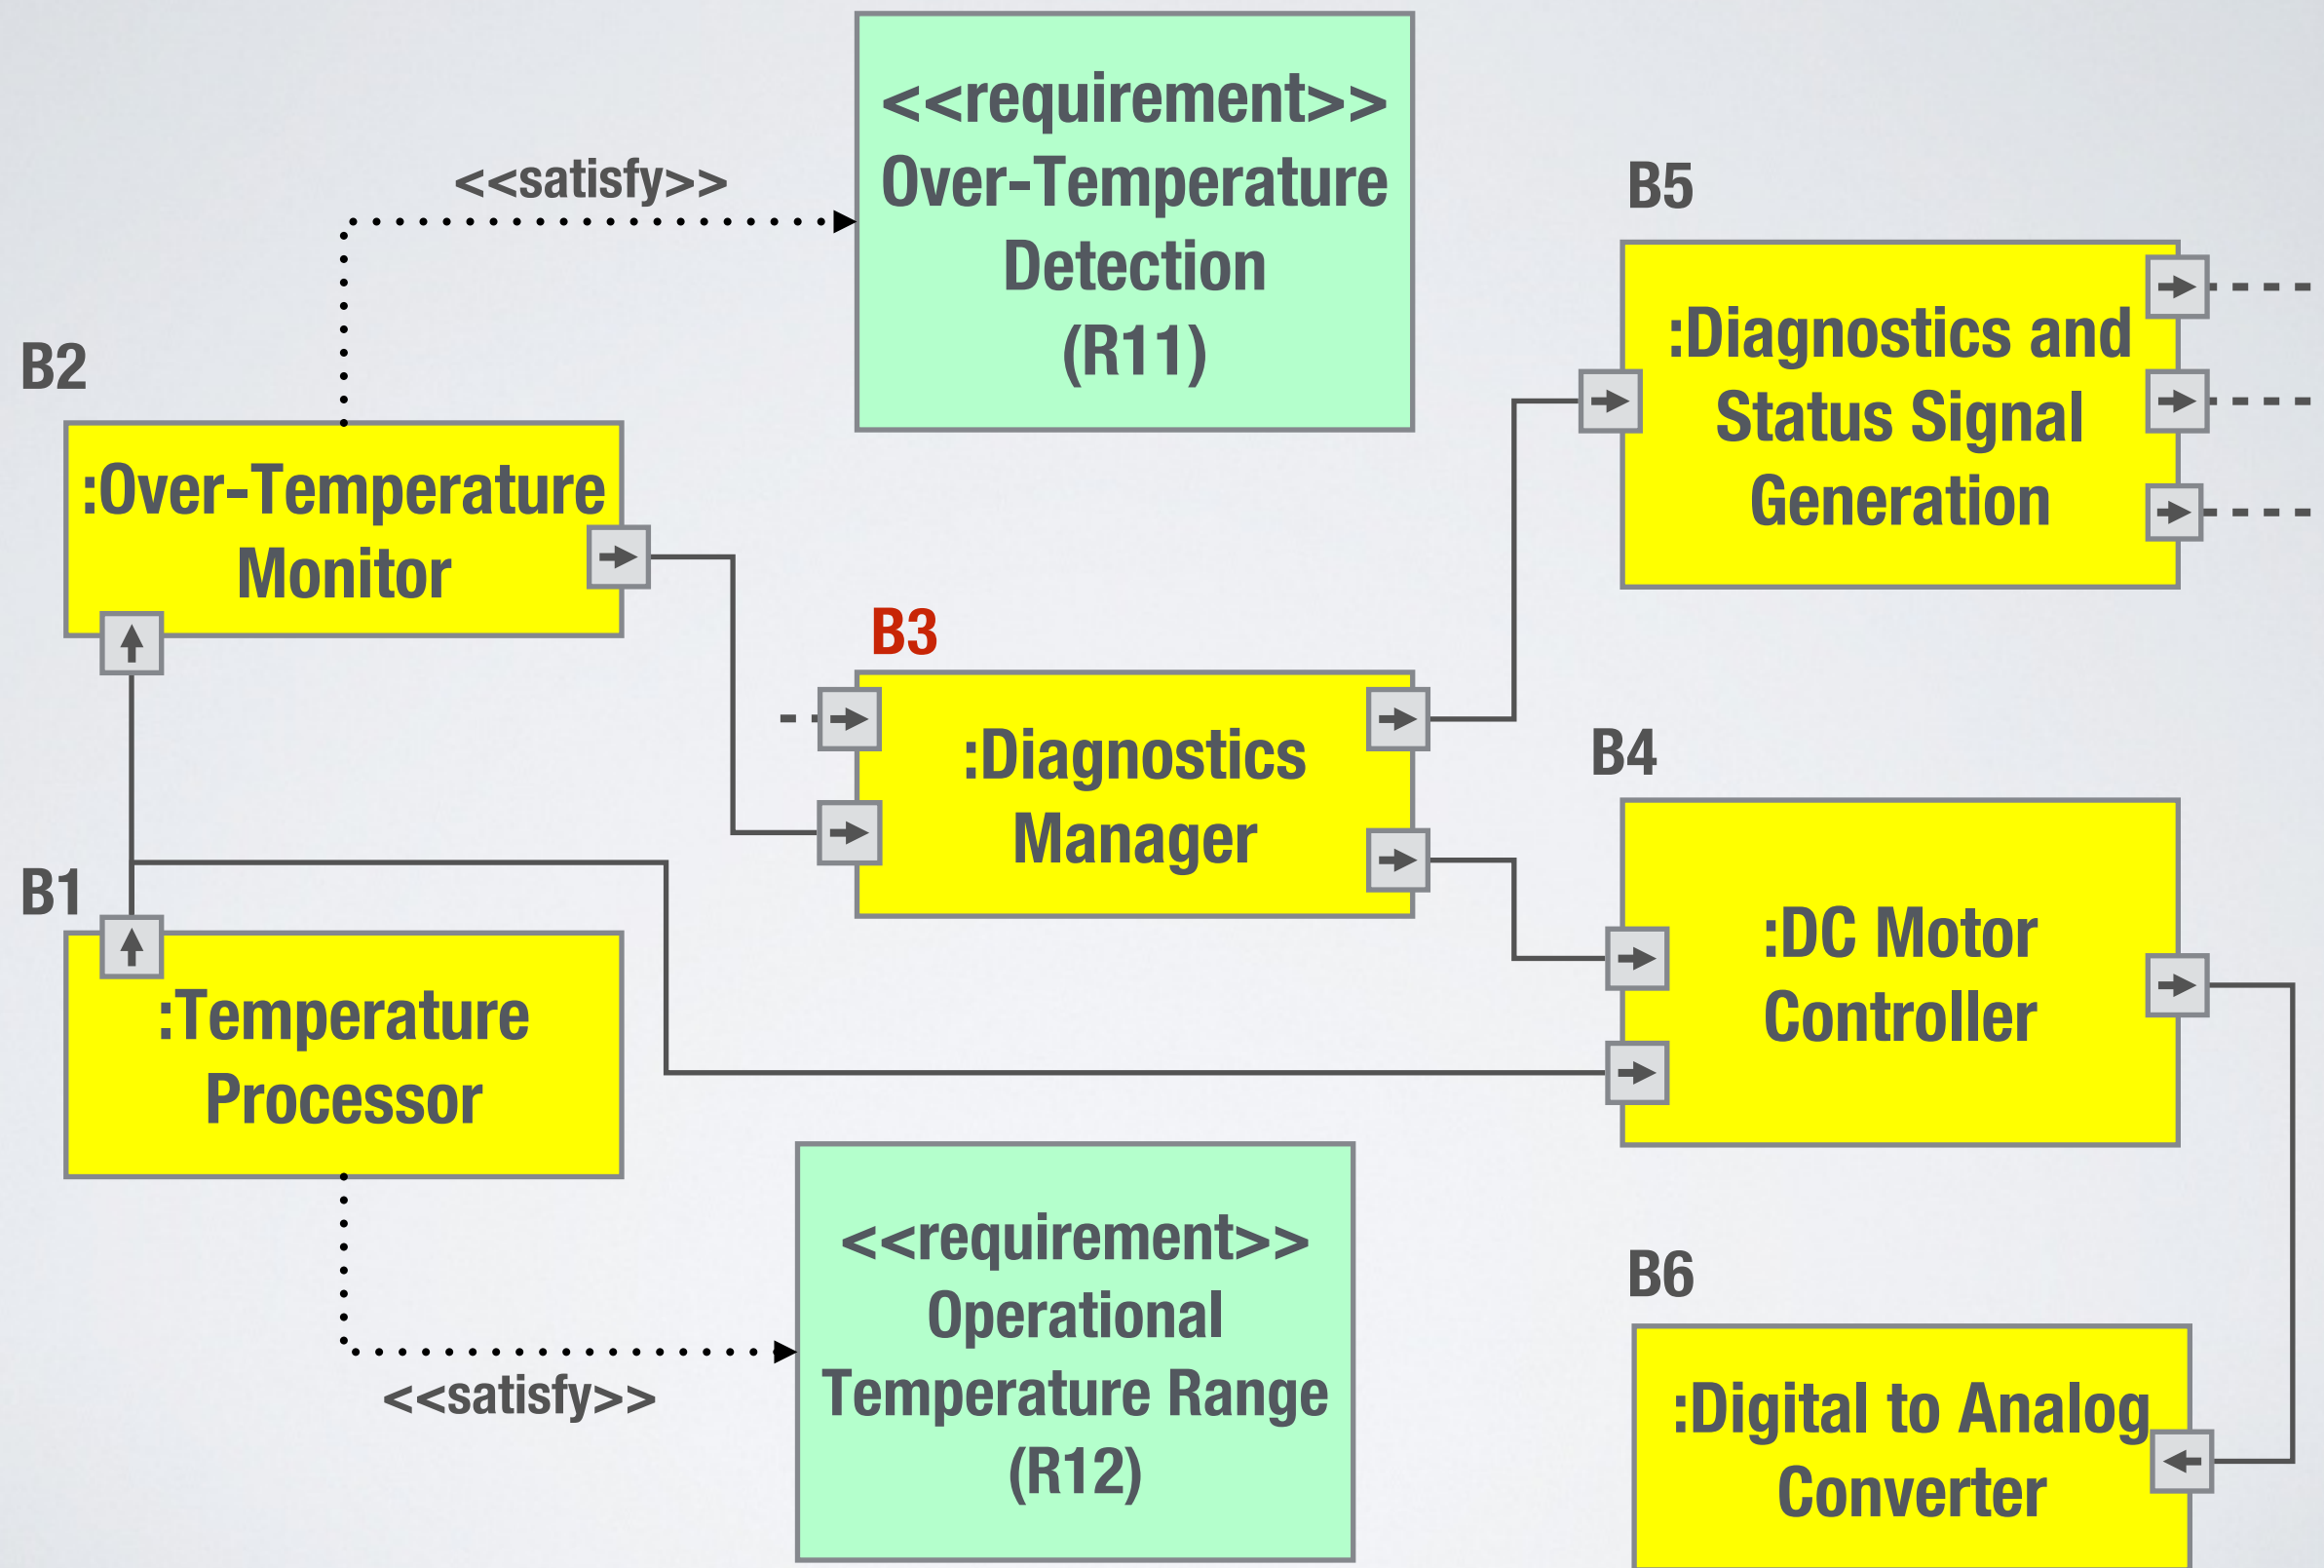 <<requirement>>
Over-Temperature
Detection
(R11)
<<satisfy>>
B5
:Diagnostics and
Status Signal
Generation
B2
:Over-Temperature
Monitor
B3
:Diagnostics
Manager
B4
:DC Motor
Controller
B1
:Temperature
Processor
<<requirement>>
Operational
Temperature Range
(R12)
<<satisfy>>
B6
:Digital to Analog
Converter